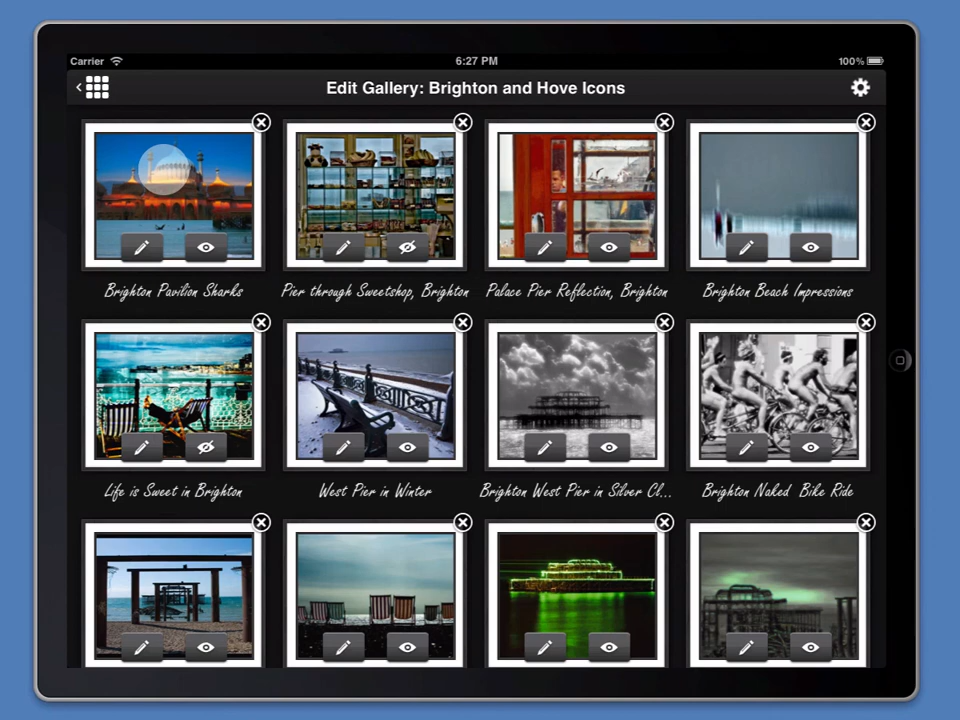 Carrier
6:27 PM
100%
Edit Gallery: Brighton and Hove Icons
Brighton Pavilion Sharks
Pier through Sweetshop, Brighton
Palace Pier Reflection, Brighton
Brighton Beach Impressions
Life is Sweet in Brighton
West Pier in Winter
Brighton West Pier in Silver Cl...
Brighton Naked Bike Ride